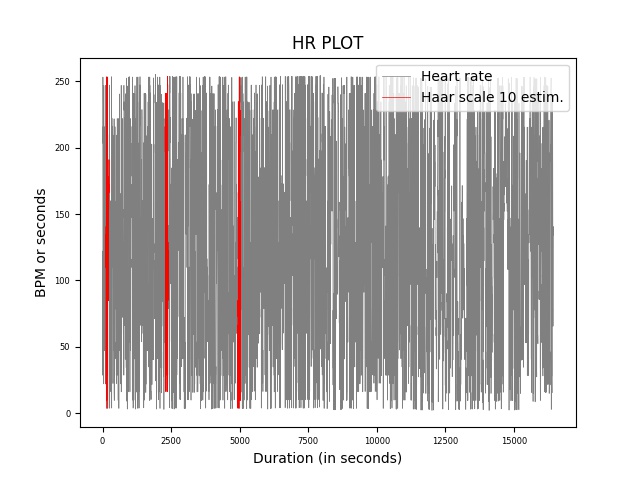 HR PLOT
Heart rate
Haar scale 10 estim.
BPM or seconds
250
200
150
100
50
0
0 2500 5000 7500 10000 12500 15000
Duration (in seconds)